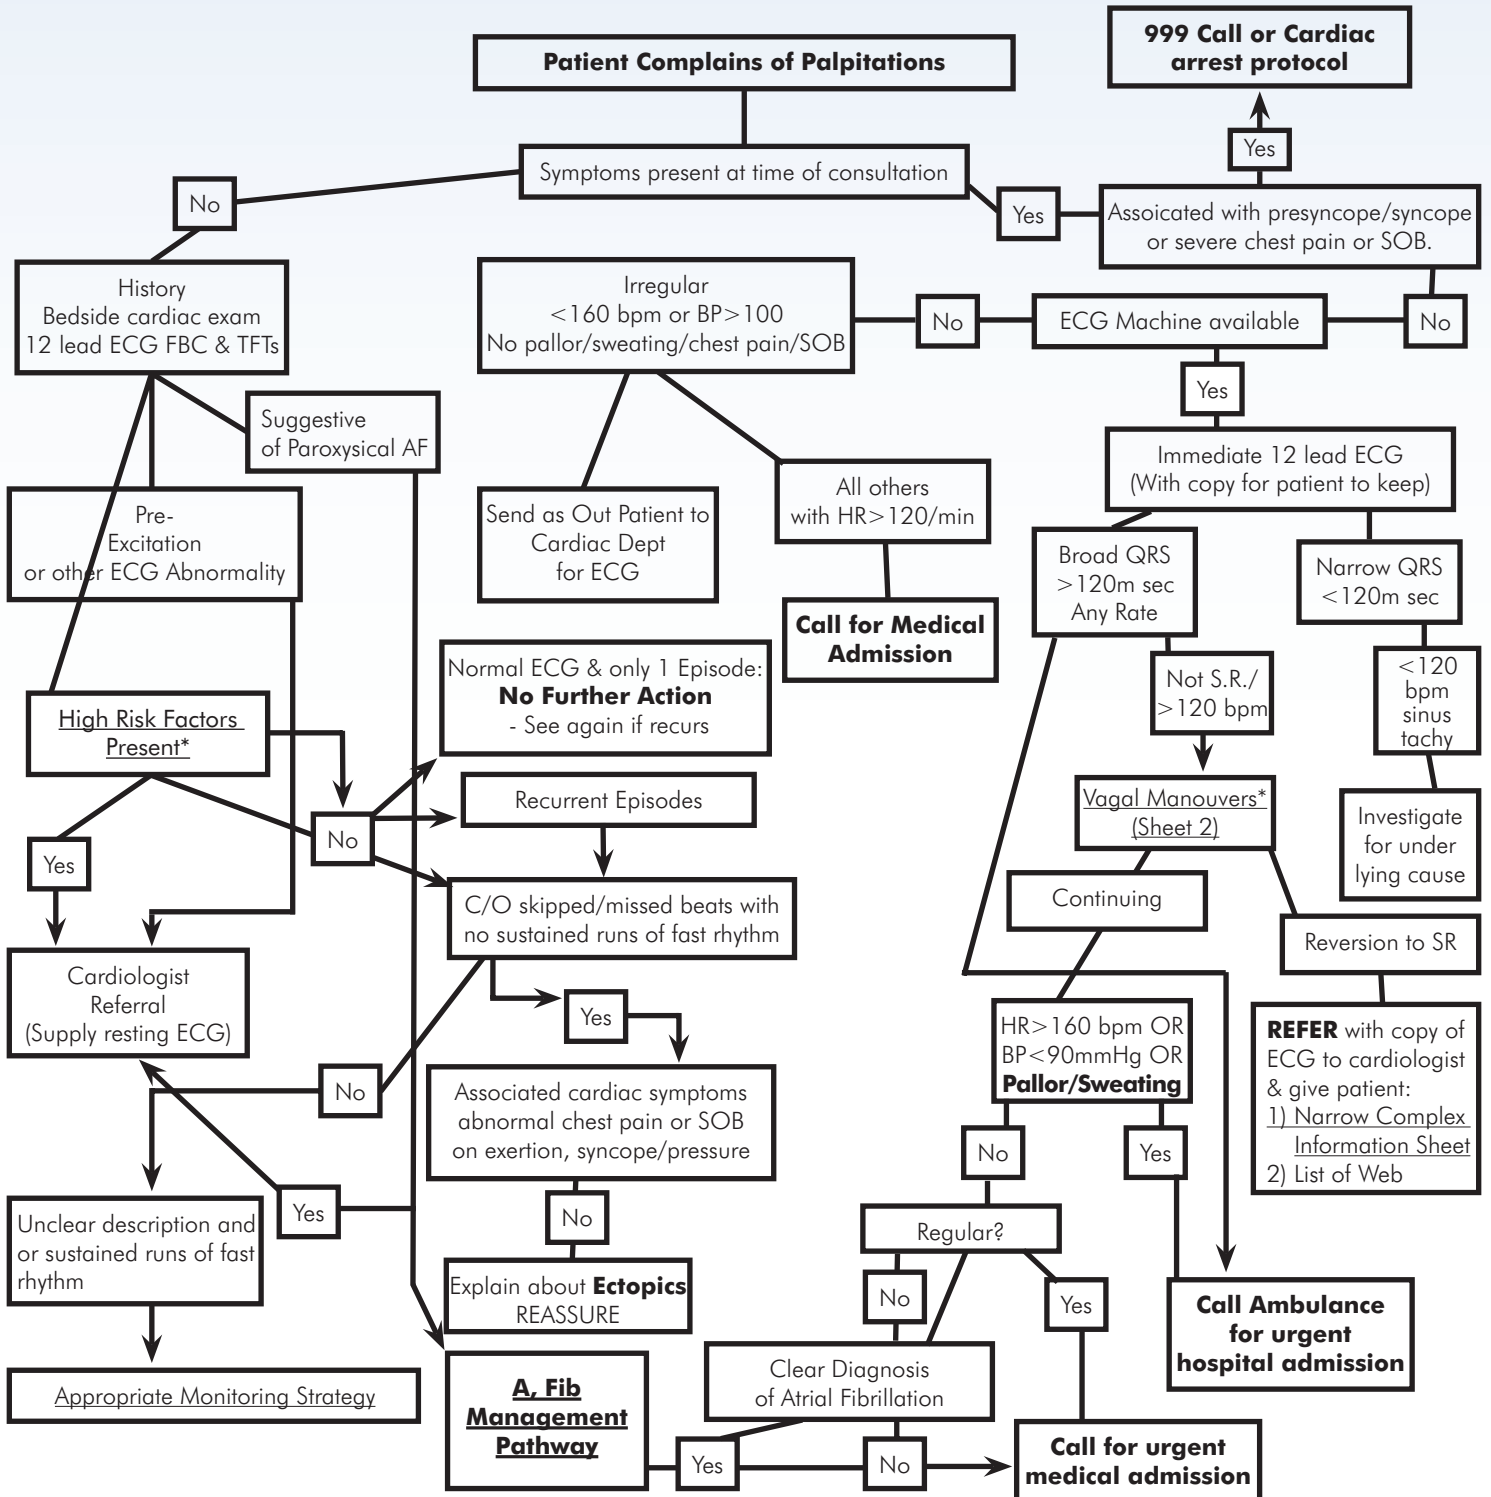 999 Call or Cardiac
arrest protocol
Patient Complains of Palpitations
Yes
Symptoms present at time of consultation
No
Yes
Assoicated with presyncope/syncope
or severe chest pain or SOB.
History
Bedside cardiac exam
12 lead ECG FBC & TFTs
Irregular
<160 bpm or BP>100
No pallor/sweating/chest pain/SOB
No
ECG Machine available
No
Yes
Suggestive
of Paroxysical AF
Immediate 12 lead ECG
(With copy for patient to keep)
Pre-
Excitation
or other ECG Abnormality
Send as Out Patient to
Cardiac Dept
for ECG
All others
with HR>120/min
Broad QRS
>120m sec
Any Rate
Narrow QRS
<120m sec
Call for Medical
Admission
Normal ECG & only 1 Episode:
No Further Action
- See again if recurs
Not S.R./
>120 bpm
<120
bpm
sinus
tachy
High Risk Factors
Present*
Recurrent Episodes
Vagal Manouvers*
(Sheet 2)
Investigate
for under
lying cause
No
Yes
C/O skipped/missed beats with
no sustained runs of fast rhythm
Continuing
Reversion to SR
Cardiologist
Referral
(Supply resting ECG)
Yes
HR>160 bpm OR
BP<90mmHg OR
Pallor/Sweating
REFER with copy of
ECG to cardiologist
& give patient:
1) Narrow Complex
Information Sheet
2) List of Web
No
Associated cardiac symptoms
abnormal chest pain or SOB
on exertion, syncope/pressure
No
Yes
Unclear description and
or sustained runs of fast
rhythm
Yes
No
Regular?
Explain about Ectopics
REASSURE
No
Yes
Call Ambulance
for urgent
hospital admission
Appropriate Monitoring Strategy
A, Fib
Management
Pathway
Clear Diagnosis
of Atrial Fibrillation
Yes
No
Call for urgent
medical admission